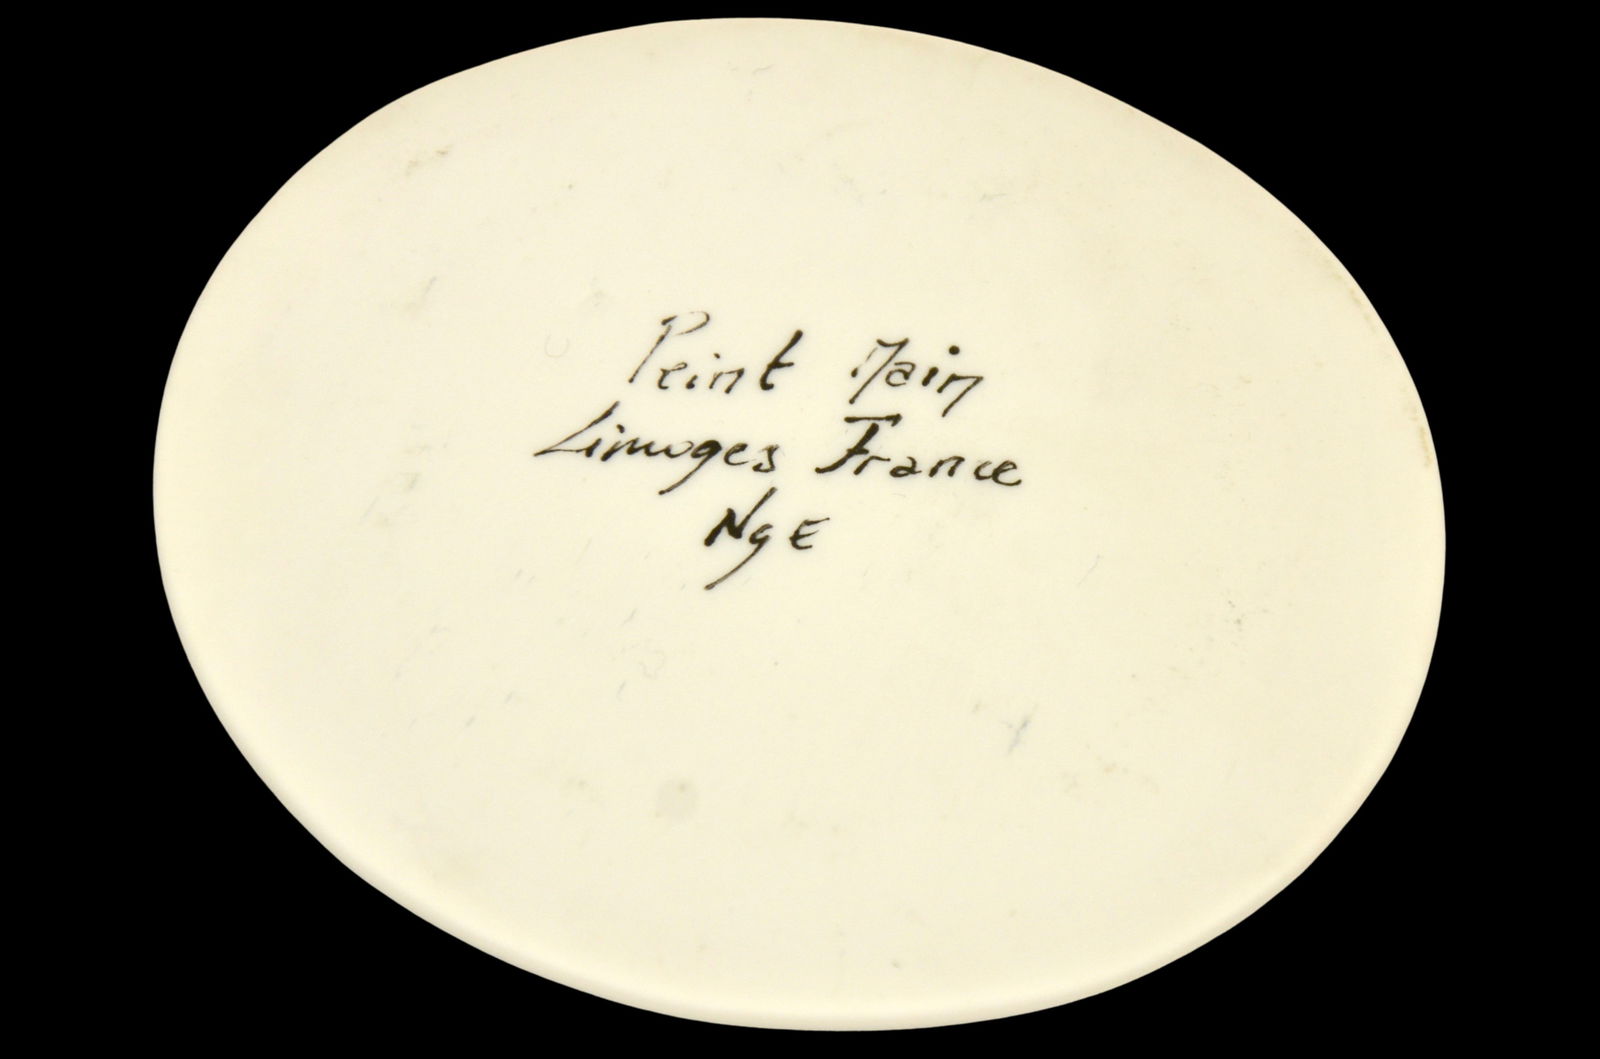 Peint Main
Limoges France
NgE